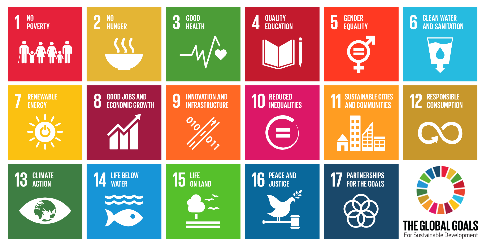 1 NO
POVERTY
2 NO
HUNGER
3 GOOD
HEALTH
4 QUALITY
EDUCATION
5 GENDER
EQUALITY
6 CLEAN WATER
AND SANITATION
7 RENEWABLE
ENERGY
8 GOOD JOBS AND
ECONOMIC GROWTH
9 INNOVATION AND
INFRASTRUCTURE
010
011
10 REDUCED
INEQUALITIES
11 SUSTAINABLE CITIES
AND COMMUNITIES
12 RESPONSIBLE
CONSUMPTION
13 CLIMATE
ACTION
14 LIFE BELOW
WATER
15 LIFE
ON LAND
16 PEACE AND
JUSTICE
17 PARTNERSHIPS
FOR THE GOALS
THE GLOBAL GOALS
For Sustainable Development